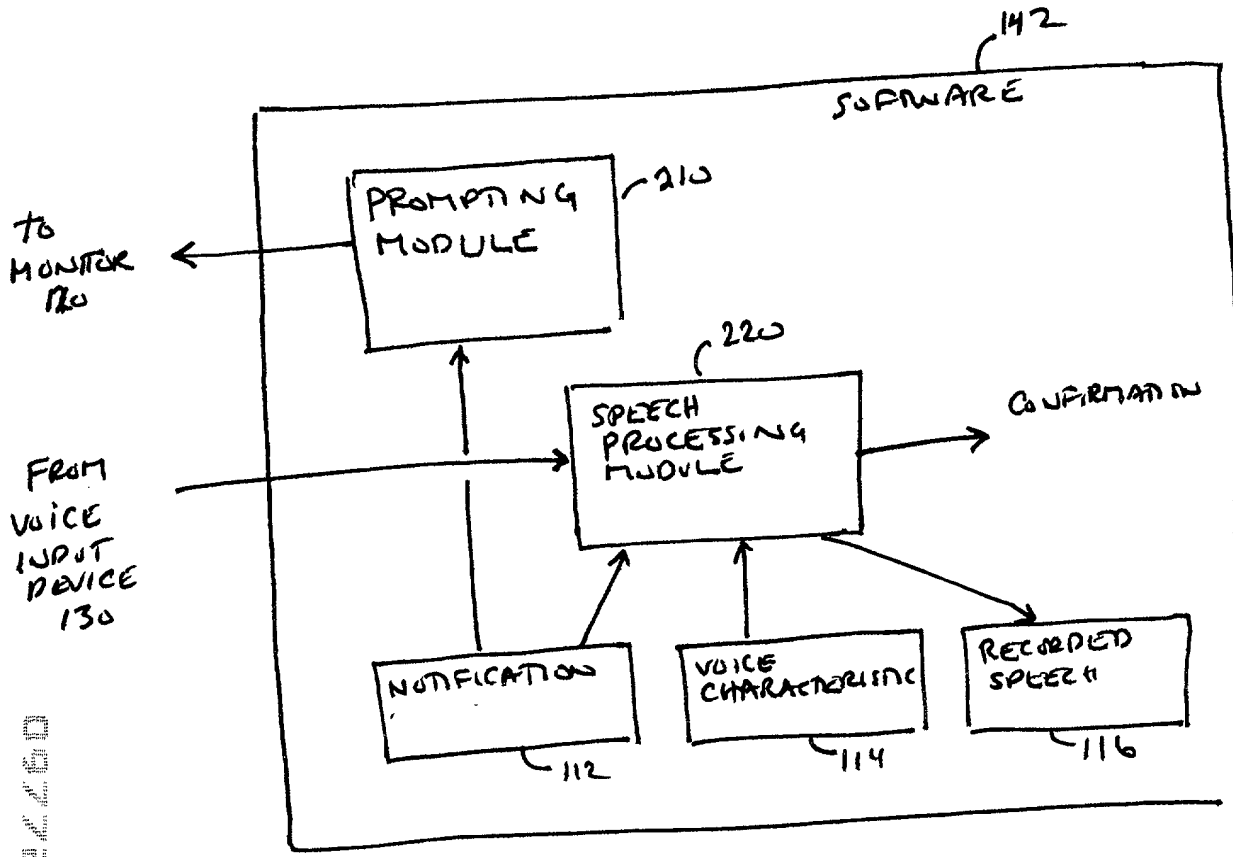 142
SOFTWARE
PROMPTING
MODULE
210
TO
MONITOR
120
220
SPEECH
PROCESSING
MODULE
CONFIRMATION
FROM
VOICE
INPUT
DEVICE
130
NOTIFICATION
112
VOICE
CHARACTERISTIC
114
RECORDED
SPEECH
116